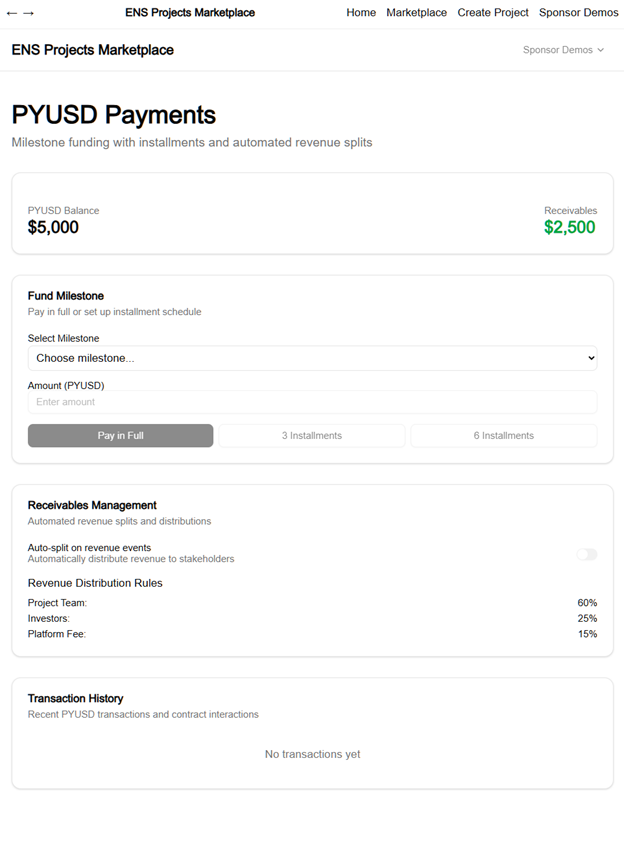 ← → ENS Projects Marketplace Home Marketplace Create Project Sponsor Demos
ENS Projects Marketplace Sponsor Demos
PYUSD Payments
Milestone funding with installments and automated revenue splits
PYUSD Balance Receivables
$5,000 $2,500
Fund Milestone
Pay in full or set up installment schedule
Select Milestone
Choose milestone...
Amount (PYUSD)
Enter amount
Pay in Full 3 Installments 6 Installments
Receivables Management
Automated revenue splits and distributions
Auto-split on revenue events
Automatically distribute revenue to stakeholders
Revenue Distribution Rules
Project Team: 60%
Investors: 25%
Platform Fee: 15%
Transaction History
Recent PYUSD transactions and contract interactions
No transactions yet